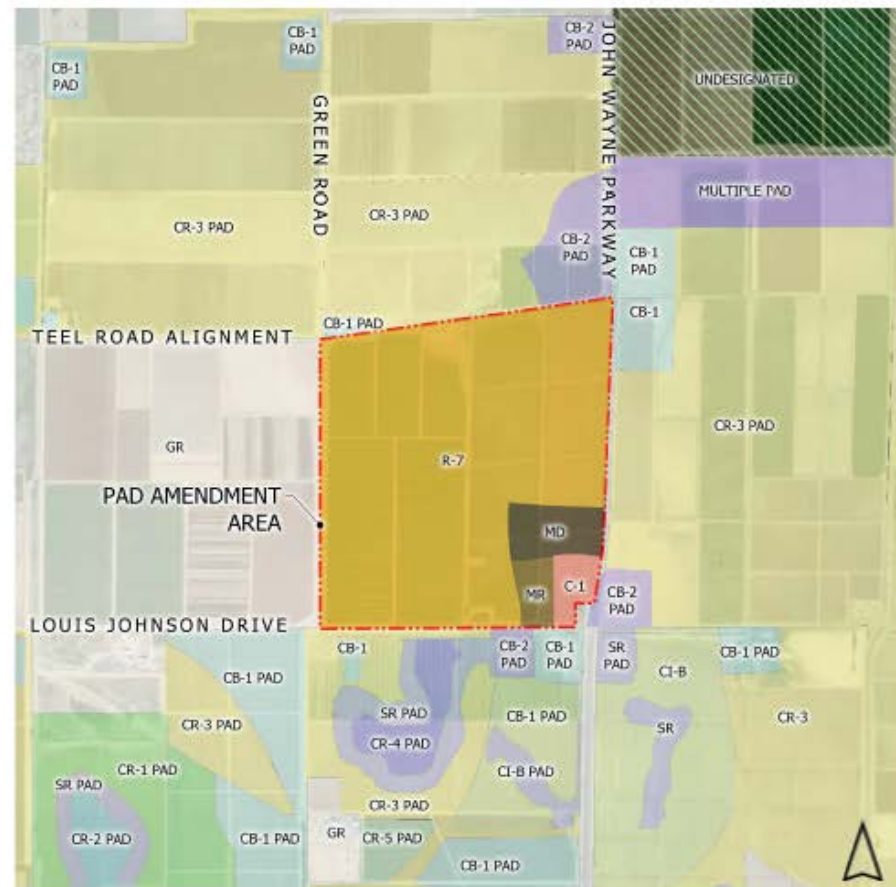 CB-1
PAD
CB-1
PAD
CB-2
PAD
JOHN WAYNE PARKWAY
UNDESIGNATED
GREEN ROAD
MULTIPLE PAD
CR-3 PAD
CR-3 PAD
CB-2
PAD
CB-1
PAD
CB-1
CB-1 PAD
TEEL ROAD ALIGNMENT
CR-3 PAD
GR
R-7
PAD AMENDMENT
AREA
MD
MR
C-1
CB-2
PAD
LOUIS JOHNSON DRIVE
CB-1
CB-2
PAD
CB-1
PAD
SR
PAD
CB-1 PAD
CI-B
CB-1 PAD
CR-3 PAD
SR PAD
CB-1 PAD
SR
CR-3
CR-4 PAD
CR-1 PAD
CI-B PAD
SR PAD
CR-3 PAD
CR-2 PAD
CB-1 PAD
GR
CR-5 PAD
CB-1 PAD